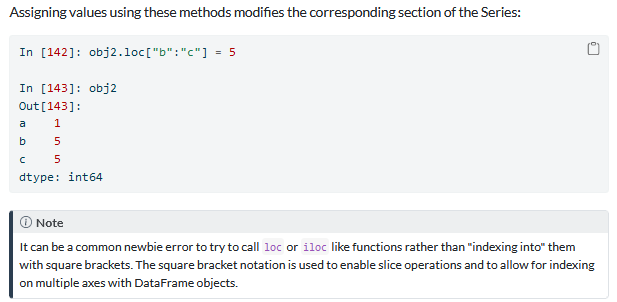 Assigning values using these methods modifies the corresponding section of the Series:
In [142]: obj2.loc["b":"c"] = 5
In [143]: obj2
Out[143]:
a    1
b    5
c    5
dtype: int64
Note
It can be a common newbie error to try to call loc or iloc like functions rather than "indexing into" them
with square brackets. The square bracket notation is used to enable slice operations and to allow for indexing
on multiple axes with DataFrame objects.